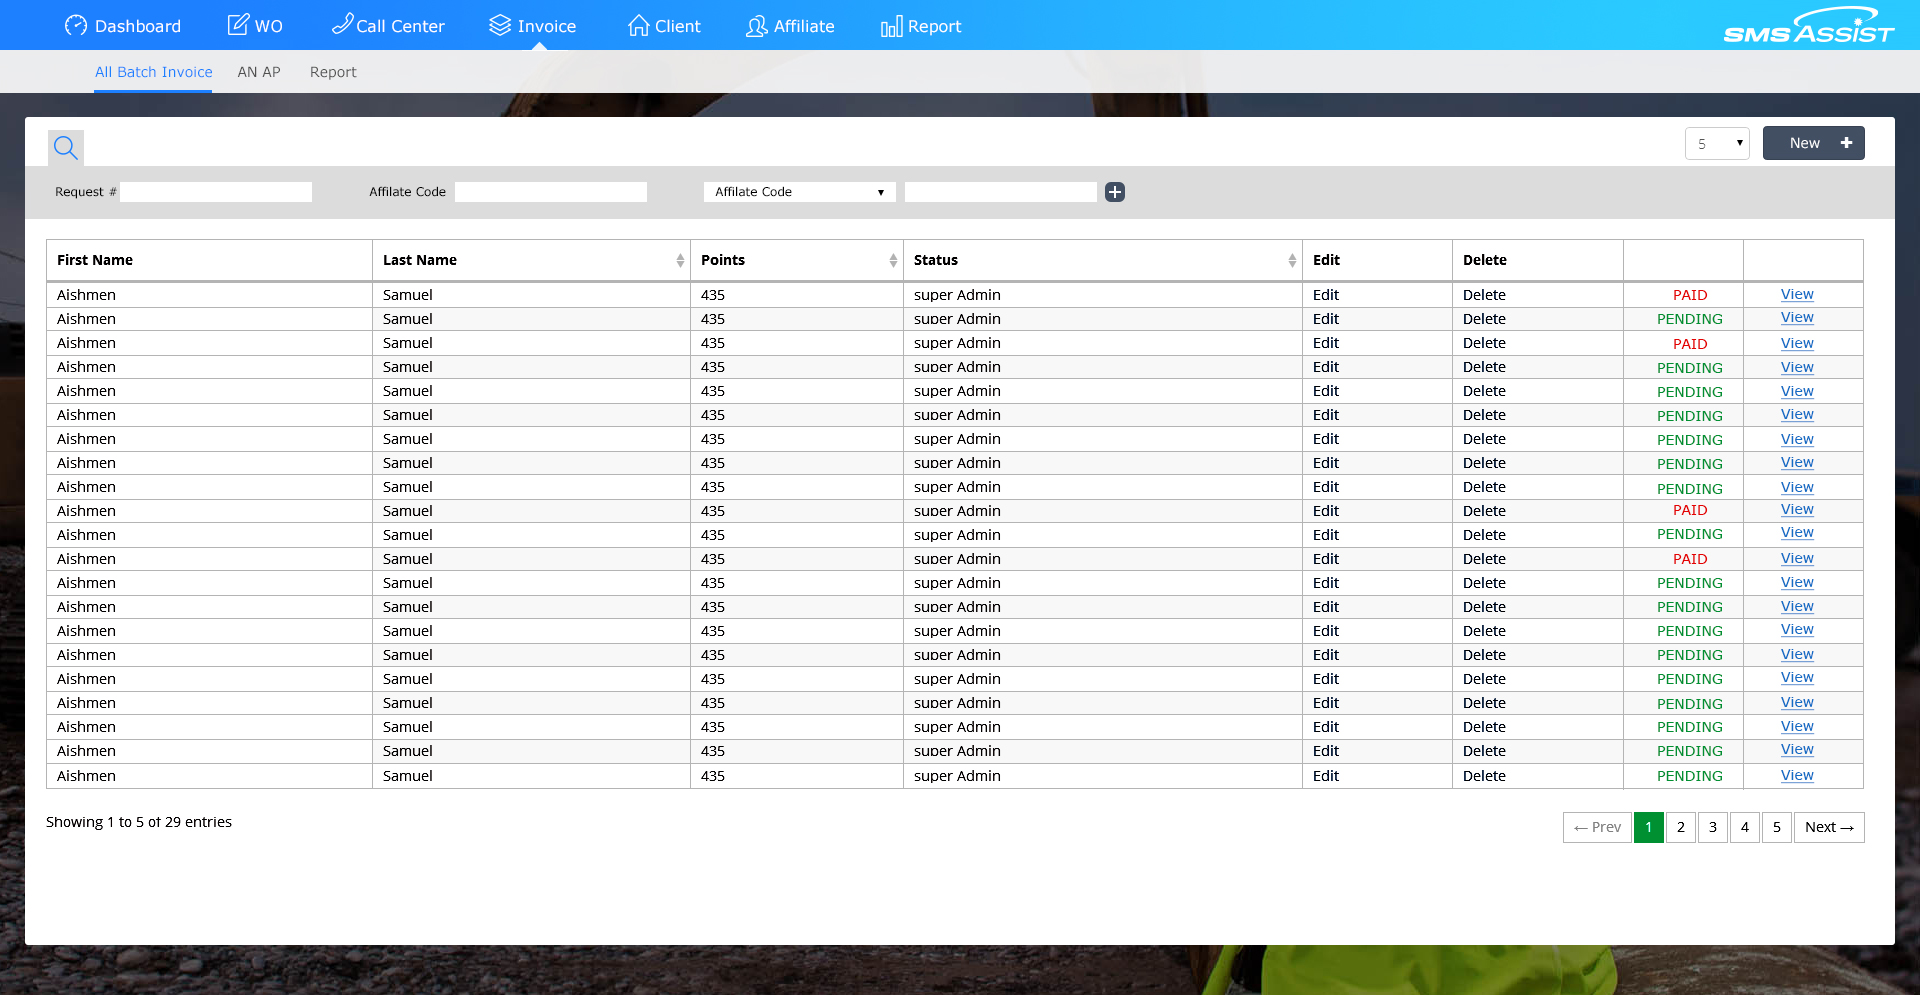 Dashboard WO Call Center Invoice Client Affiliate Report SMS ASSIST
All Batch Invoice AN AP Report
5 New
Request # Affilate Code Affilate Code
First Name Last Name Points Status Edit Delete
Aishmen Samuel 435 super Admin Edit Delete PAID View
Aishmen Samuel 435 super Admin Edit Delete PENDING View
Aishmen Samuel 435 super Admin Edit Delete PAID View
Aishmen Samuel 435 super Admin Edit Delete PENDING View
Aishmen Samuel 435 super Admin Edit Delete PENDING View
Aishmen Samuel 435 super Admin Edit Delete PENDING View
Aishmen Samuel 435 super Admin Edit Delete PENDING View
Aishmen Samuel 435 super Admin Edit Delete PENDING View
Aishmen Samuel 435 super Admin Edit Delete PENDING View
Aishmen Samuel 435 super Admin Edit Delete PAID View
Aishmen Samuel 435 super Admin Edit Delete PENDING View
Aishmen Samuel 435 super Admin Edit Delete PAID View
Aishmen Samuel 435 super Admin Edit Delete PENDING View
Aishmen Samuel 435 super Admin Edit Delete PENDING View
Aishmen Samuel 435 super Admin Edit Delete PENDING View
Aishmen Samuel 435 super Admin Edit Delete PENDING View
Aishmen Samuel 435 super Admin Edit Delete PENDING View
Aishmen Samuel 435 super Admin Edit Delete PENDING View
Aishmen Samuel 435 super Admin Edit Delete PENDING View
Aishmen Samuel 435 super Admin Edit Delete PENDING View
Aishmen Samuel 435 super Admin Edit Delete PENDING View
Showing 1 to 5 of 29 entries ← Prev 1 2 3 4 5 Next →